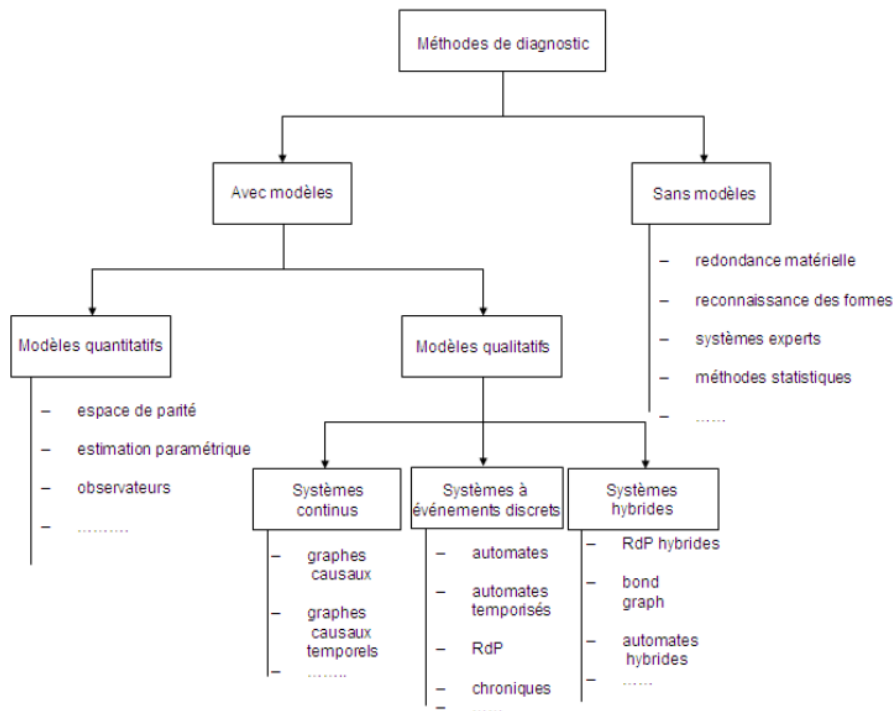 Méthodes de diagnostic
Avec modèles
Sans modèles
– redondance matérielle
– reconnaissance des formes
– systèmes experts
– méthodes statistiques
– ......
Modèles quantitatifs
– espace de parité
– estimation paramétrique
– observateurs
– ..........
Modèles qualitatifs
Systèmes
continus
– graphes
causaux
– graphes
causaux
temporels
– ........
Systèmes à
événements discrets
– automates
– automates
temporisés
– RdP
– chroniques
– ......
Systèmes
hybrides
– RdP hybrides
– bond
graph
– automates
hybrides
– ......